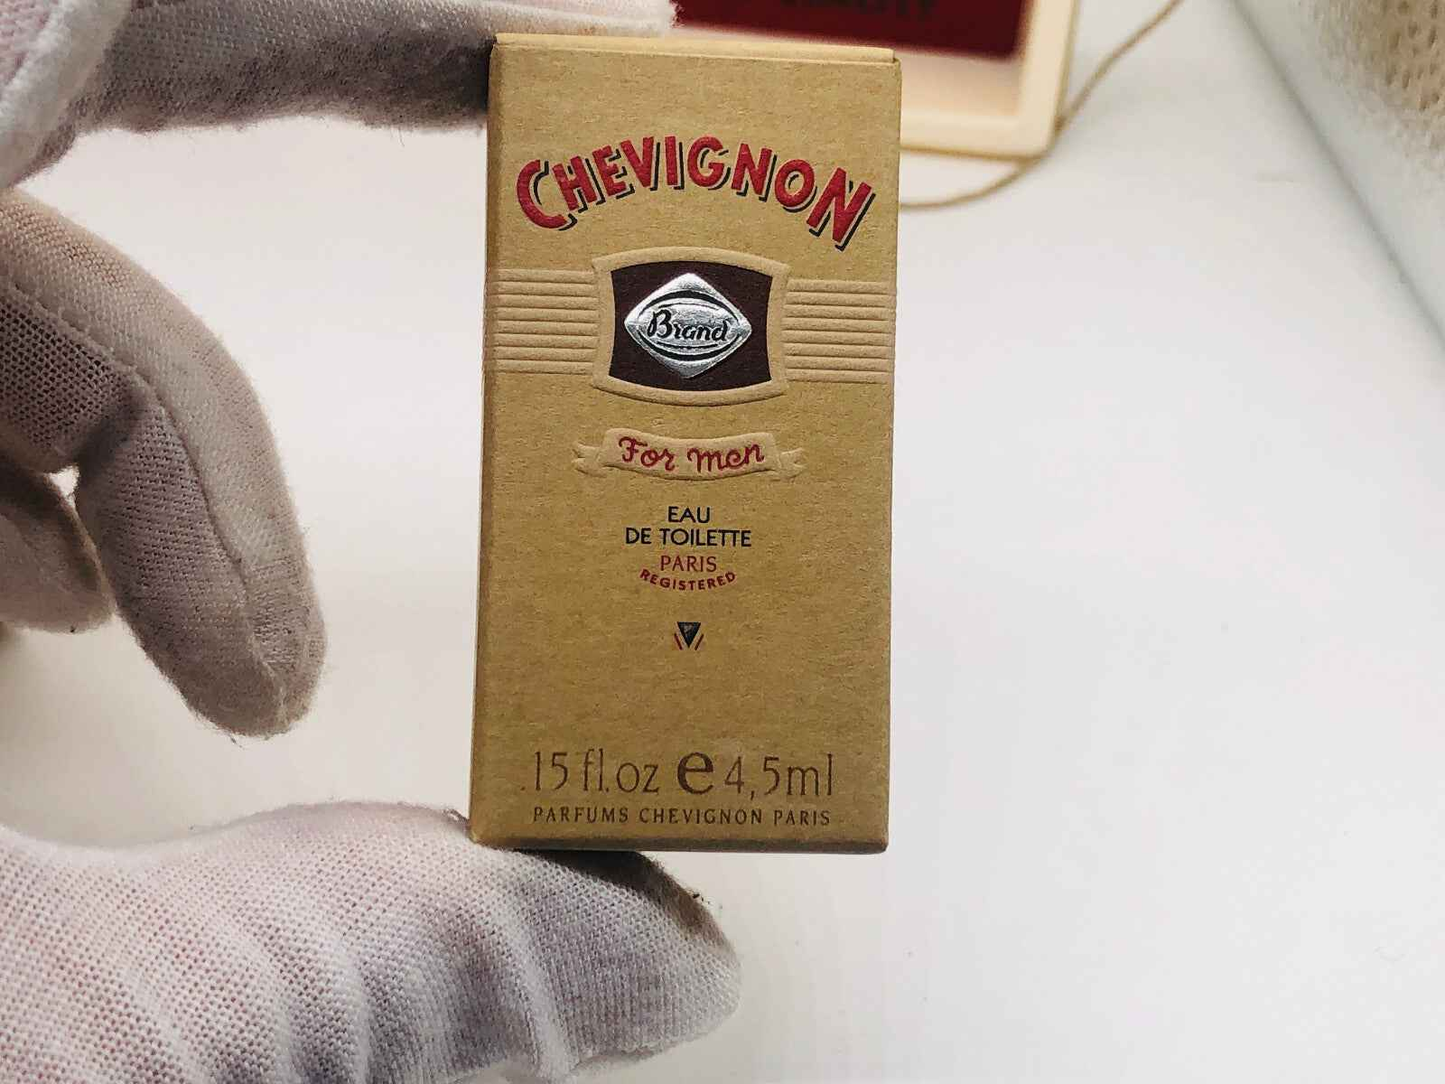 CHEVIGNON
Brand
For men
EAU
DE TOILETTE
PARIS
REGISTERED
.15 fl.oz e 4,5ml
PARFUMS CHEVIGNON PARIS